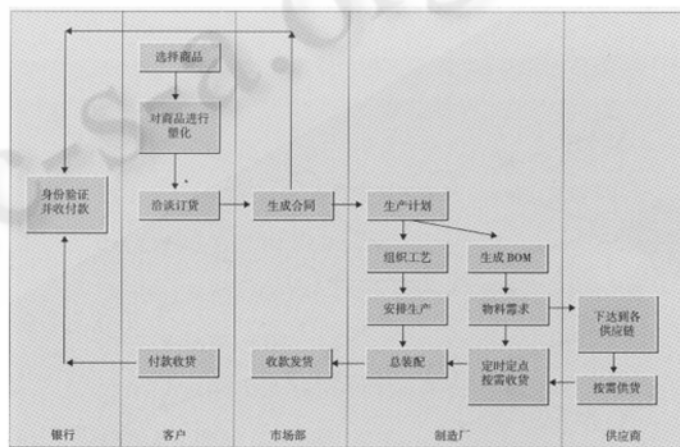 选择商品
对商品进行
塑化
身份验证
并收付款
洽谈订货
生成合同
生产计划
组织工艺
生成 BOM
安排生产
物料需求
下达到各
供应链
付款收货
收款发货
总装配
定时定点
按需收货
按需供货
银行
客户
市场部
制造厂
供应商